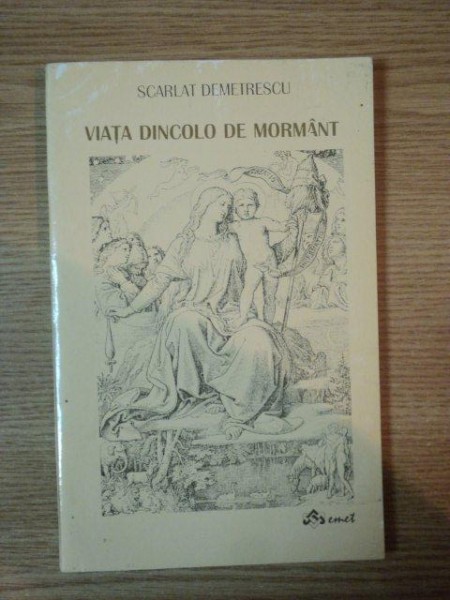 SCARLAT DEMETRESCU
VIAȚA DINCOLO DE MORMÂNT
emet